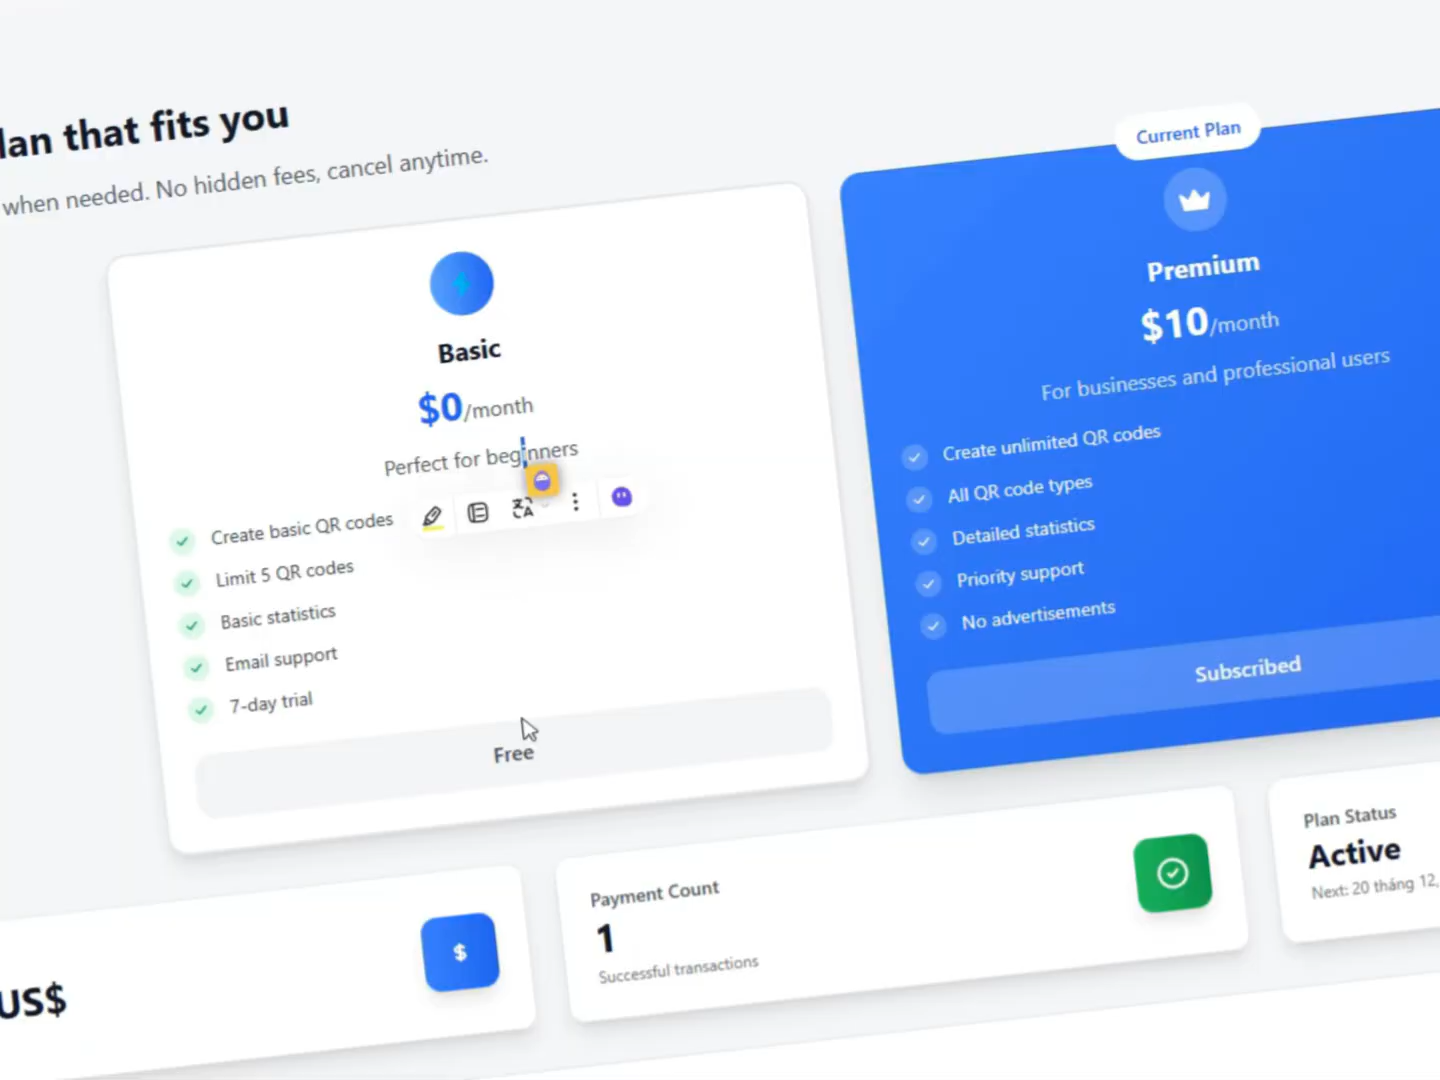 lan that fits you
when needed. No hidden fees, cancel anytime.
Basic
$0/month
Perfect for beginners
Create basic QR codes
Limit 5 QR codes
Basic statistics
Email support
7-day trial
Free
Current Plan
Premium
$10/month
For businesses and professional users
Create unlimited QR codes
All QR code types
Detailed statistics
Priority support
No advertisements
Subscribed
US$
$
Payment Count
1
Successful transactions
Plan Status
Active
Next: 20 tháng 12,